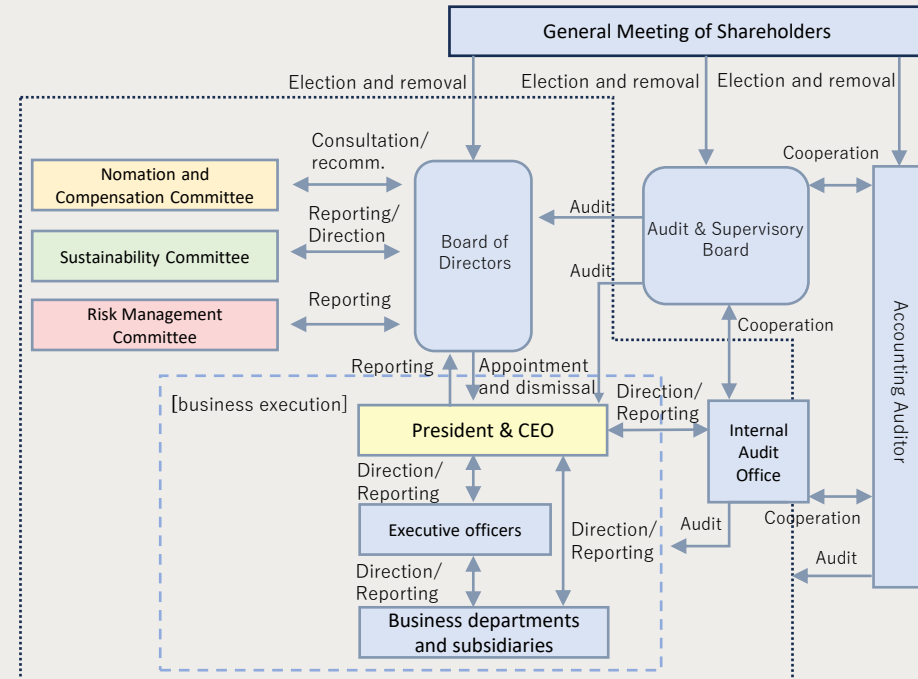 General Meeting of Shareholders
Election and removal
Election and removal
Election and removal
Consultation/
recomm.
Cooperation
Nomation and
Compensation Committee
Reporting/
Direction
Audit
Board of
Directors
Audit & Supervisory
Board
Sustainability Committee
Audit
Reporting
Risk Management
Committee
Cooperation
Accounting Auditor
Reporting
Appointment
and dismissal
[business execution]
Direction/
Reporting
President & CEO
Internal
Audit
Office
Direction/
Reporting
Executive officers
Direction/
Reporting
Audit
Cooperation
Audit
Direction/
Reporting
Business departments
and subsidiaries